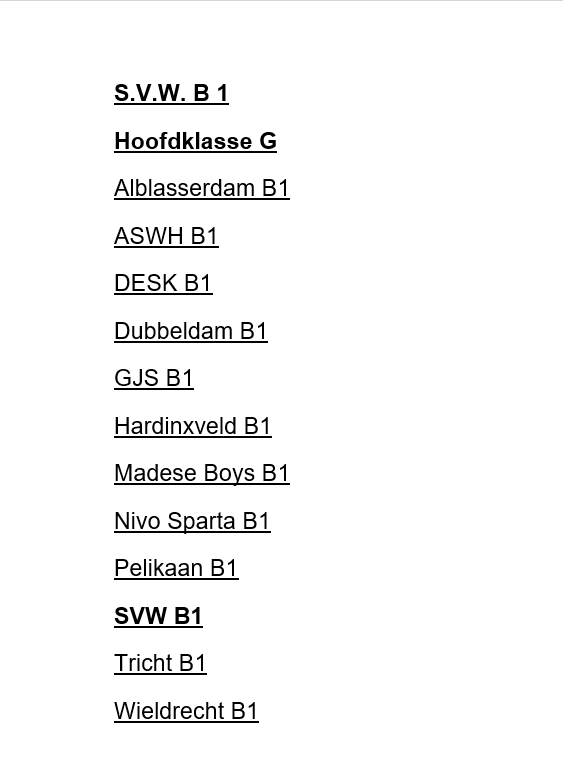 S.V.W. B 1
Hoofdklasse G
Alblasserdam B1
ASWH B1
DESK B1
Dubbeldam B1
GJS B1
Hardinxveld B1
Madese Boys B1
Nivo Sparta B1
Pelikaan B1
SVW B1
Tricht B1
Wieldrecht B1